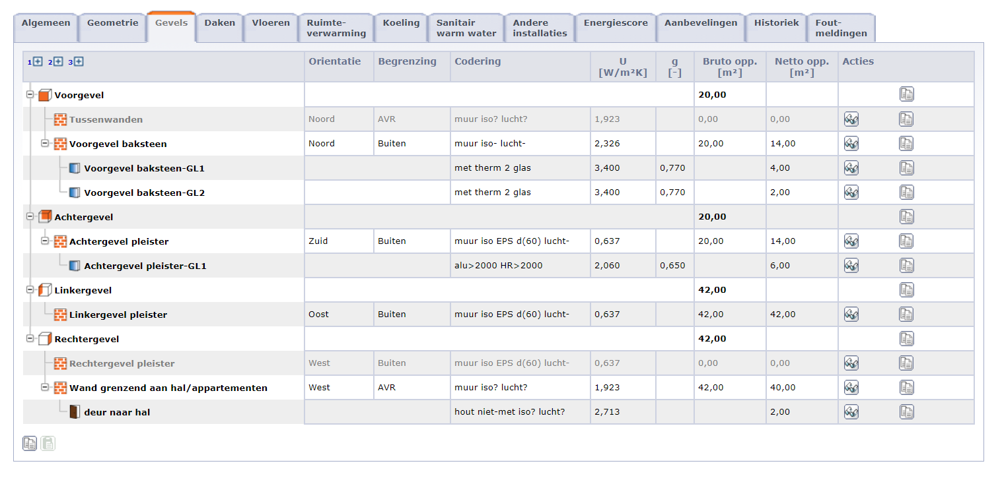 Algemeen Geometrie Gevels Daken Vloeren Ruimte- Koeling Sanitair Andere Energiescore Aanbevelingen Historiek Fout-
verwarming warm water installaties meldingen
1 2 3 Orientatie Begrenzing Codering U g Bruto opp. Netto opp. Acties
[W/m²K] [-] [m²] [m²]
Voorgevel 20,00
Tussenwanden Noord AVR muur iso? lucht? 1,923 0,00 0,00
Voorgevel baksteen Noord Buiten muur iso- lucht- 2,326 20,00 14,00
Voorgevel baksteen-GL1 met therm 2 glas 3,400 0,770 4,00
Voorgevel baksteen-GL2 met therm 2 glas 3,400 0,770 2,00
Achtergevel 20,00
Achtergevel pleister Zuid Buiten muur iso EPS d(60) lucht- 0,637 20,00 14,00
Achtergevel pleister-GL1 alu>2000 HR>2000 2,060 0,650 6,00
Linkergevel 42,00
Linkergevel pleister Oost Buiten muur iso EPS d(60) lucht- 0,637 42,00 42,00
Rechtergevel 42,00
Rechtergevel pleister West Buiten muur iso EPS d(60) lucht- 0,637 0,00 0,00
Wand grenzend aan hal/appartementen West AVR muur iso? lucht? 1,923 42,00 40,00
deur naar hal hout niet-met iso? lucht? 2,713 2,00